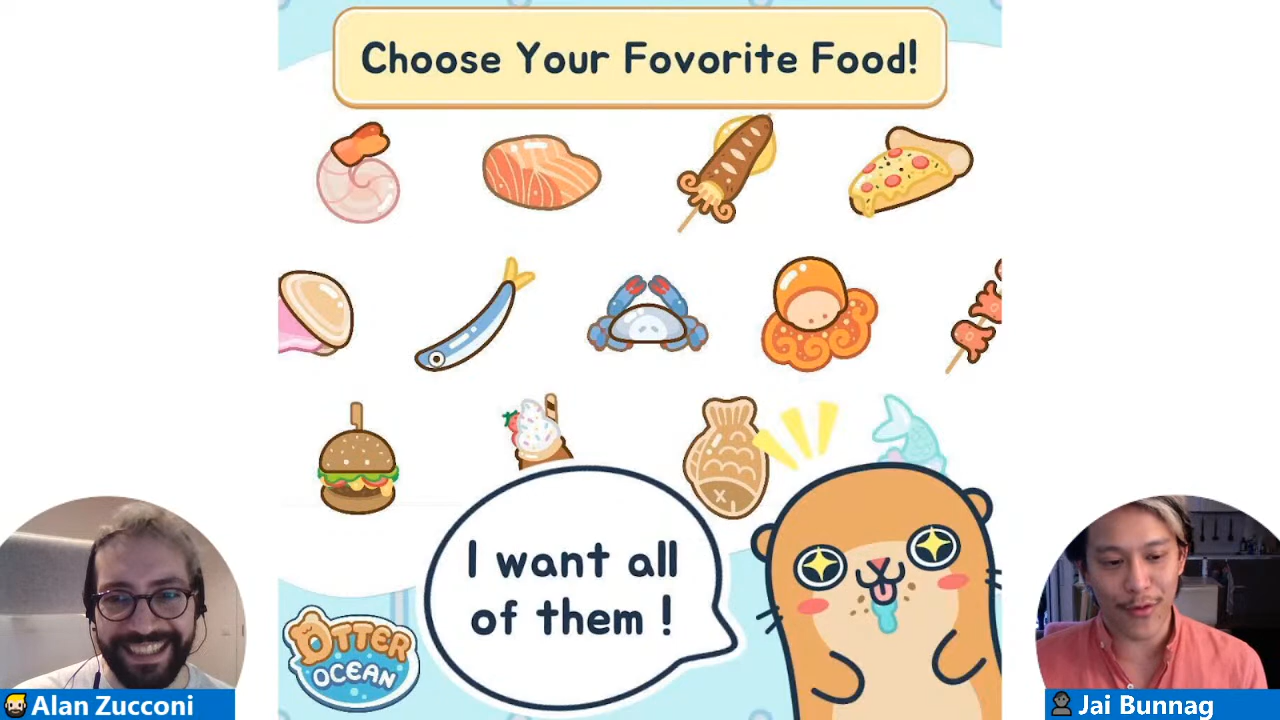 Choose Your Fovorite Food!
I want all
of them !
OTTER
OCEAN
Alan Zucconi
Jai Bunnag